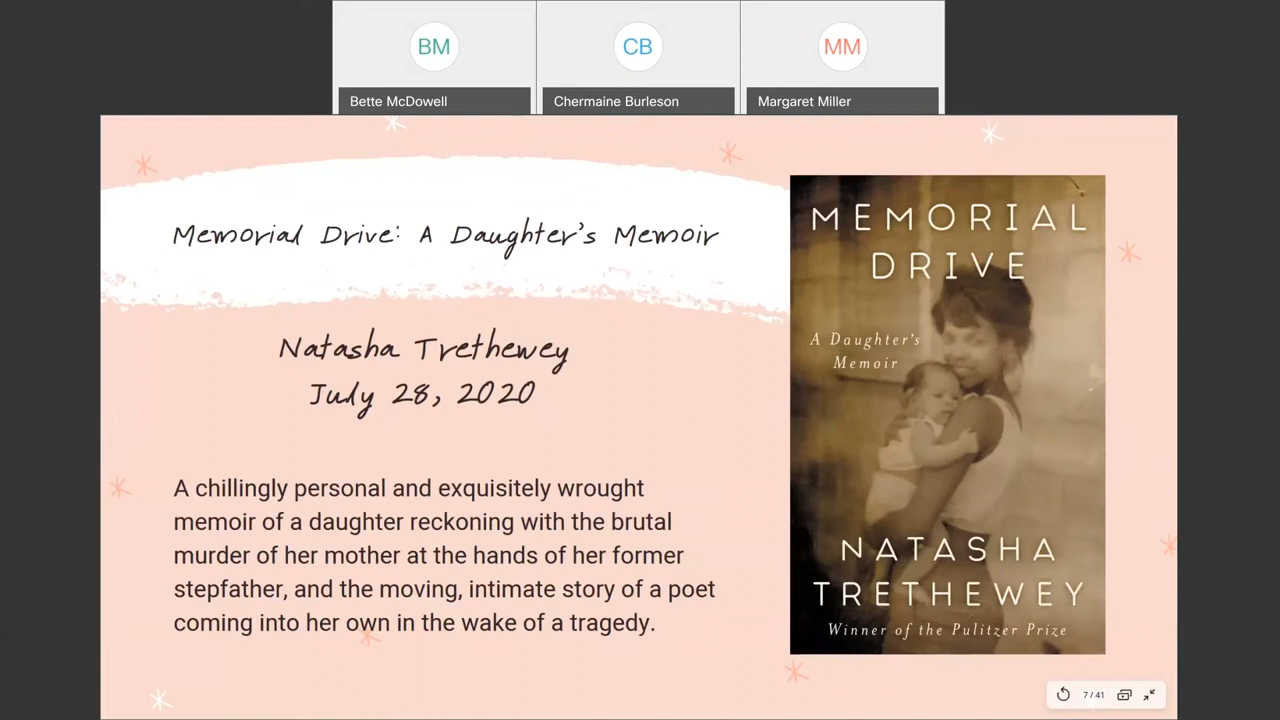 BM
CB
MM
Bette McDowell
Chermaine Burleson
Margaret Miller
Memorial Drive: A Daughter's Memoir
Natasha Trethewey
July 28, 2020
A chillingly personal and exquisitely wrought
memoir of a daughter reckoning with the brutal
murder of her mother at the hands of her former
stepfather, and the moving, intimate story of a poet
coming into her own in the wake of a tragedy.
MEMORIAL
DRIVE
A Daughter's
Memoir
NATASHA
TRETHEWEY
Winner of the Pulitzer Prize
7/41